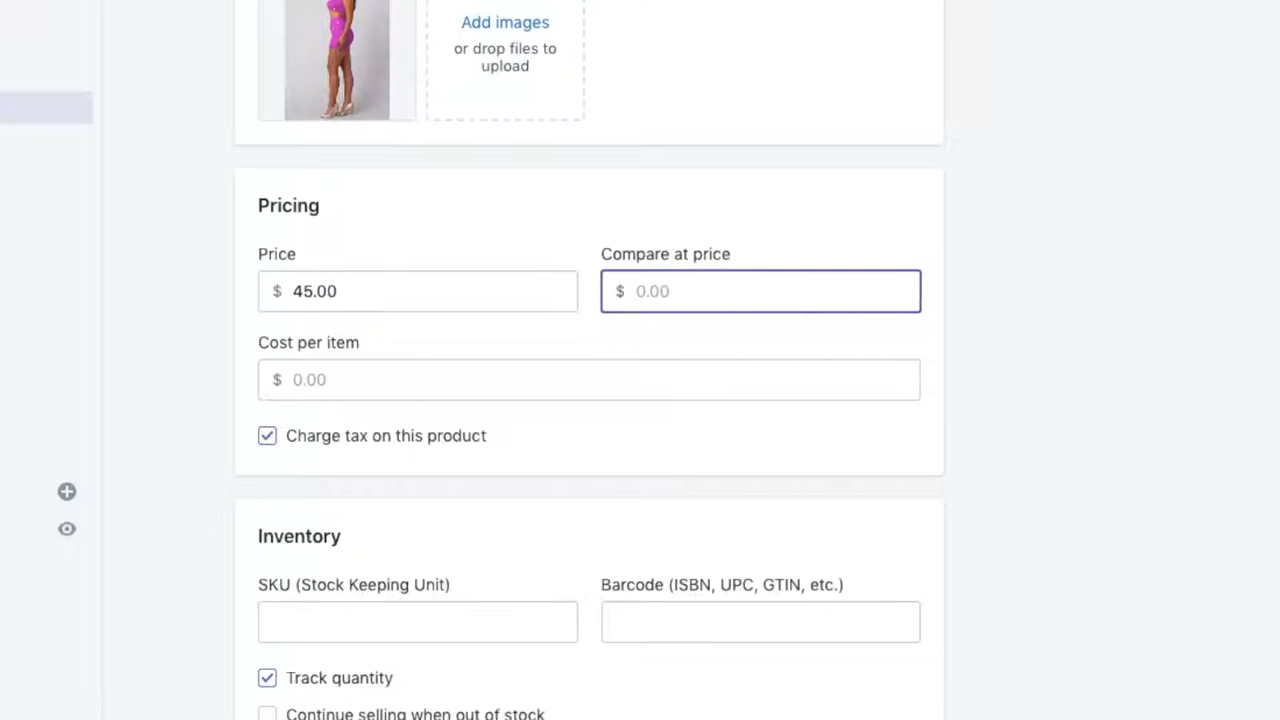 Add images
or drop files to
upload
Pricing
Price
Compare at price
$ 45.00
$ 0.00
Cost per item
$ 0.00
Charge tax on this product
Inventory
SKU (Stock Keeping Unit)
Barcode (ISBN, UPC, GTIN, etc.)
Track quantity
Continue selling when out of stock